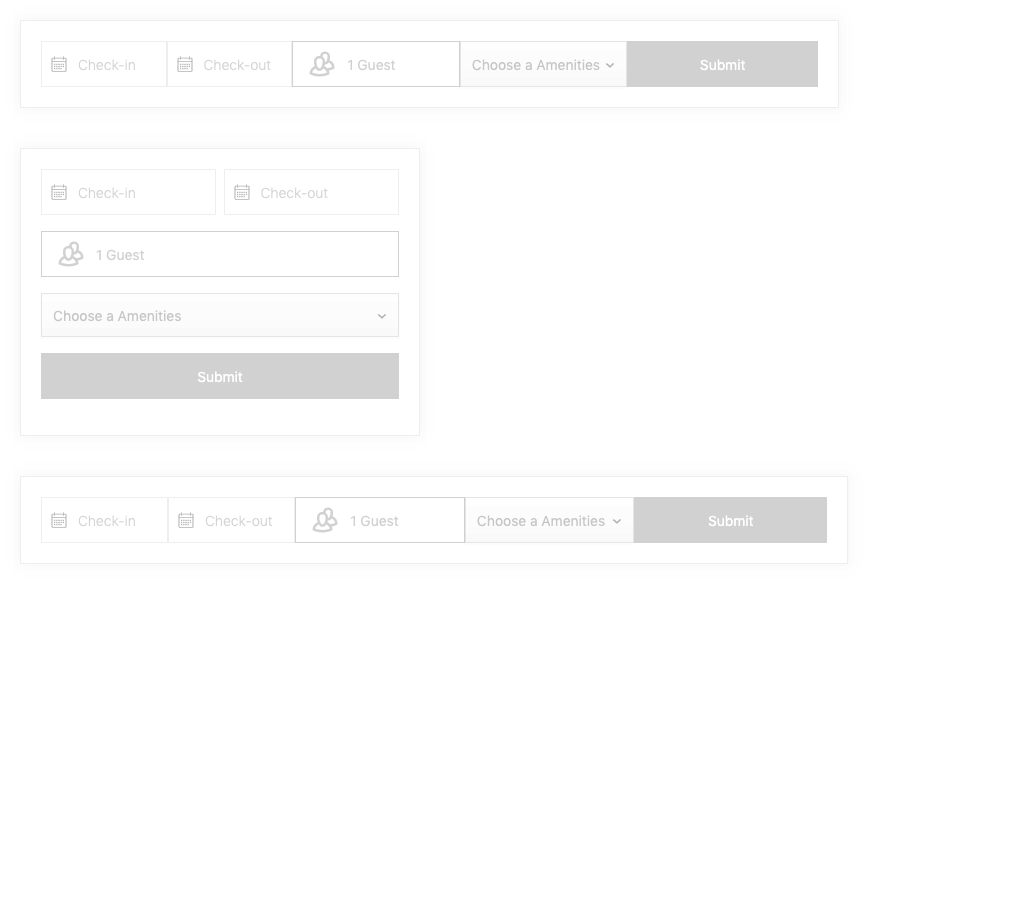 Check-in Check-out 1 Guest Choose a Amenities Submit
Check-in Check-out
1 Guest
Choose a Amenities
Submit
Check-in Check-out 1 Guest Choose a Amenities Submit